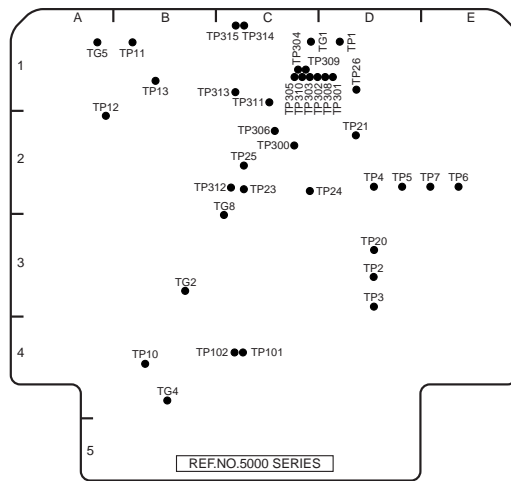 A B C D E
TP315 TP314
TP304
TG1
TP1
1
TG5 TP11
TP309
TP26
TP13
TP313
TP311
TP305
TP310
TP303
TP302
TP308
TP301
TP12
TP306
TP300
TP21
2
TP25
TP312 TP23 TP24
TP4 TP5 TP7 TP6
TG8
TP20
3
TP2
TG2
TP3
4
TP102 TP101
TP10
TG4
5
REF.NO.5000 SERIES